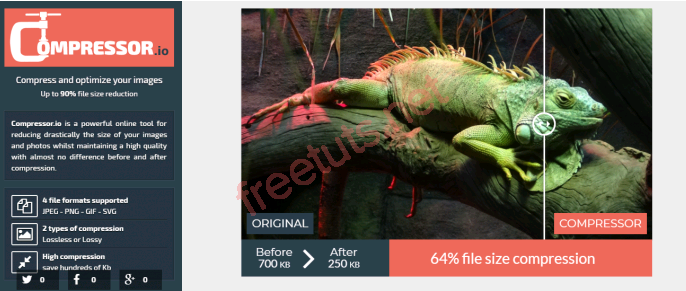 COMPRESSOR.io
Compress and optimize your images
Up to 90% file size reduction
Compressor.io is a powerful online tool for
reducing drastically the size of your images
and photos whilst maintaining a high quality
with almost no difference before and after
compression.
4 file formats supported
JPEG - PNG - GIF - SVG
2 types of compression
Lossless or Lossy
High compression
save hundreds of Kb
0
0
8+ 0
freetuts.net
ORIGINAL
COMPRESSOR
Before
700 KB
After
250 KB
64% file size compression